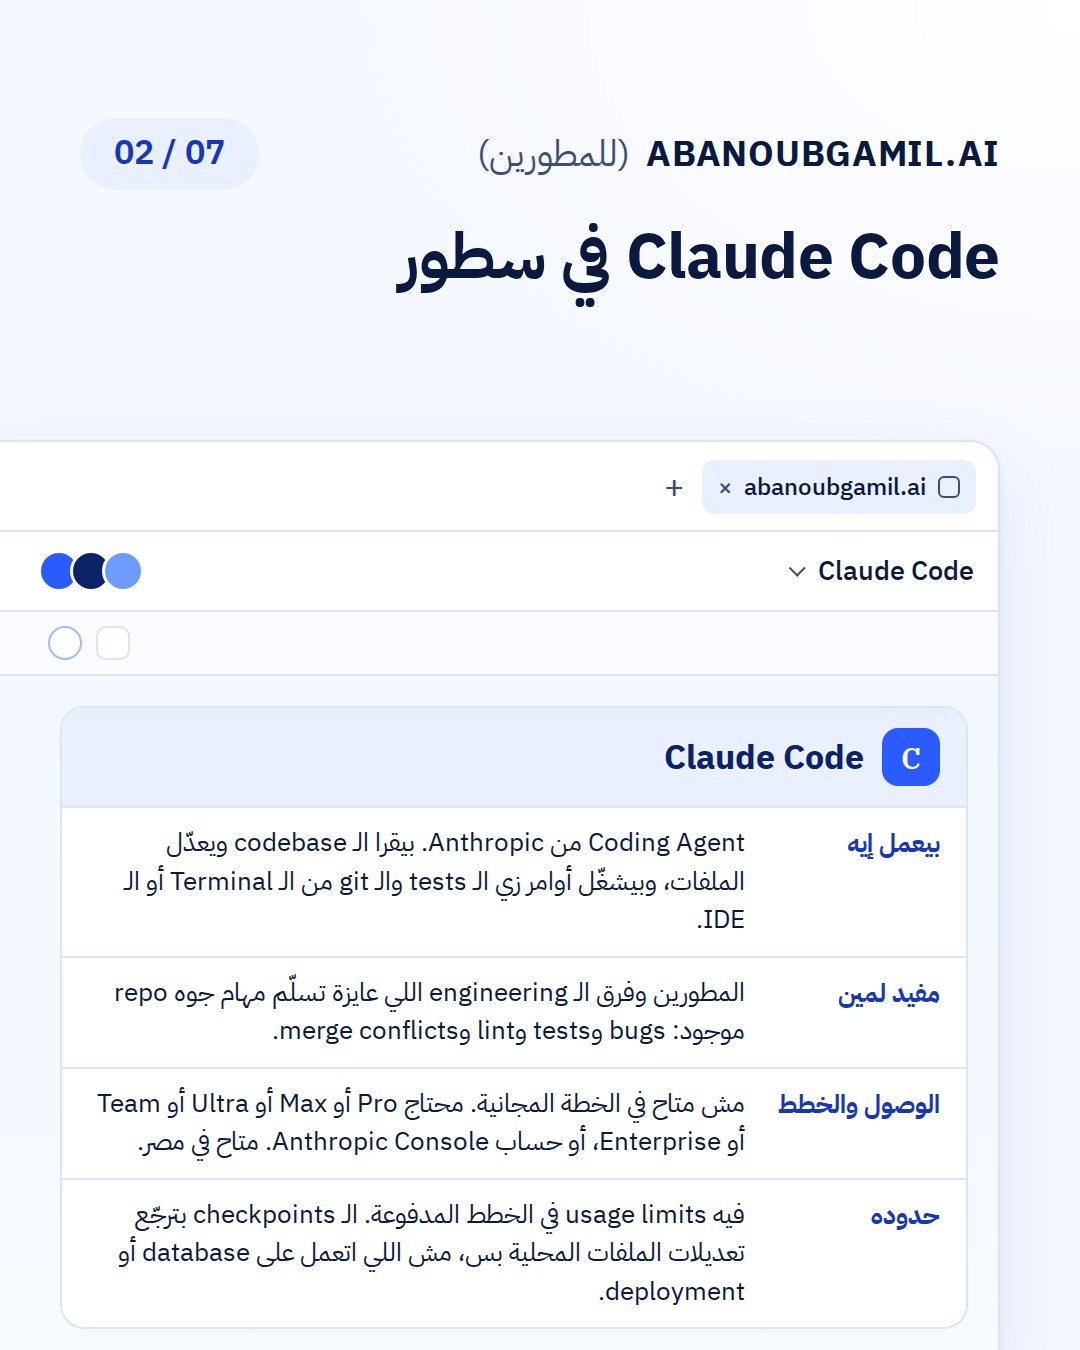 ABANOUBGAMIL.AI (للمطورين)
02 / 07
Claude Code في سطور
abanoubgamil.ai × +
Claude Code
C Claude Code
بيعمل إيه
Coding Agent من Anthropic. بيقرا الـ codebase ويعدّل
الملفات، وبيشغّل أوامر زي الـ tests والـ git من الـ Terminal أو الـ
IDE.
مفيد لمين
المطورين وفرق الـ engineering اللي عايزة تسلّم مهام جوه repo
موجود: bugs وtests وlint وmerge conflicts.
الوصول والخطط
مش متاح في الخطة المجانية. محتاج Pro أو Max أو Ultra أو Team
أو Enterprise، أو حساب Anthropic Console. متاح في مصر.
حدوده
فيه usage limits في الخطط المدفوعة. الـ checkpoints بترجّع
تعديلات الملفات المحلية بس، مش اللي اتعمل على database أو
deployment.